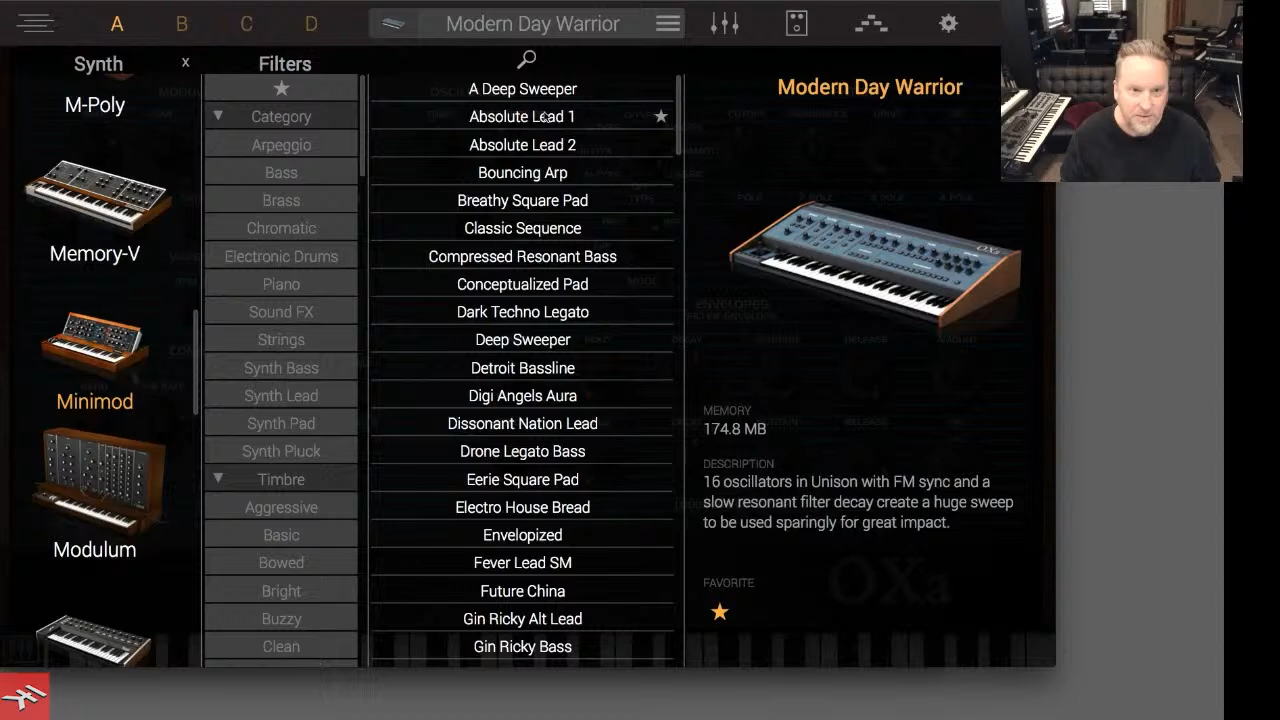 A B C D Modern Day Warrior
Synth x Filters
M-Poly
Memory-V
Minimod
Modulum
Category
Arpeggio
Bass
Brass
Chromatic
Electronic Drums
Piano
Sound FX
Strings
Synth Bass
Synth Lead
Synth Pad
Synth Pluck
Timbre
Aggressive
Basic
Bowed
Bright
Buzzy
Clean
A Deep Sweeper
Absolute Lead 1
Absolute Lead 2
Bouncing Arp
Breathy Square Pad
Classic Sequence
Compressed Resonant Bass
Conceptualized Pad
Dark Techno Legato
Deep Sweeper
Detroit Bassline
Digi Angels Aura
Dissonant Nation Lead
Drone Legato Bass
Eerie Square Pad
Electro House Bread
Envelopized
Fever Lead SM
Future China
Gin Ricky Alt Lead
Gin Ricky Bass
Modern Day Warrior
MEMORY
174.8 MB
DESCRIPTION
16 oscillators in Unison with FM sync and a
slow resonant filter decay create a huge sweep
to be used sparingly for great impact.
FAVORITE
OXa